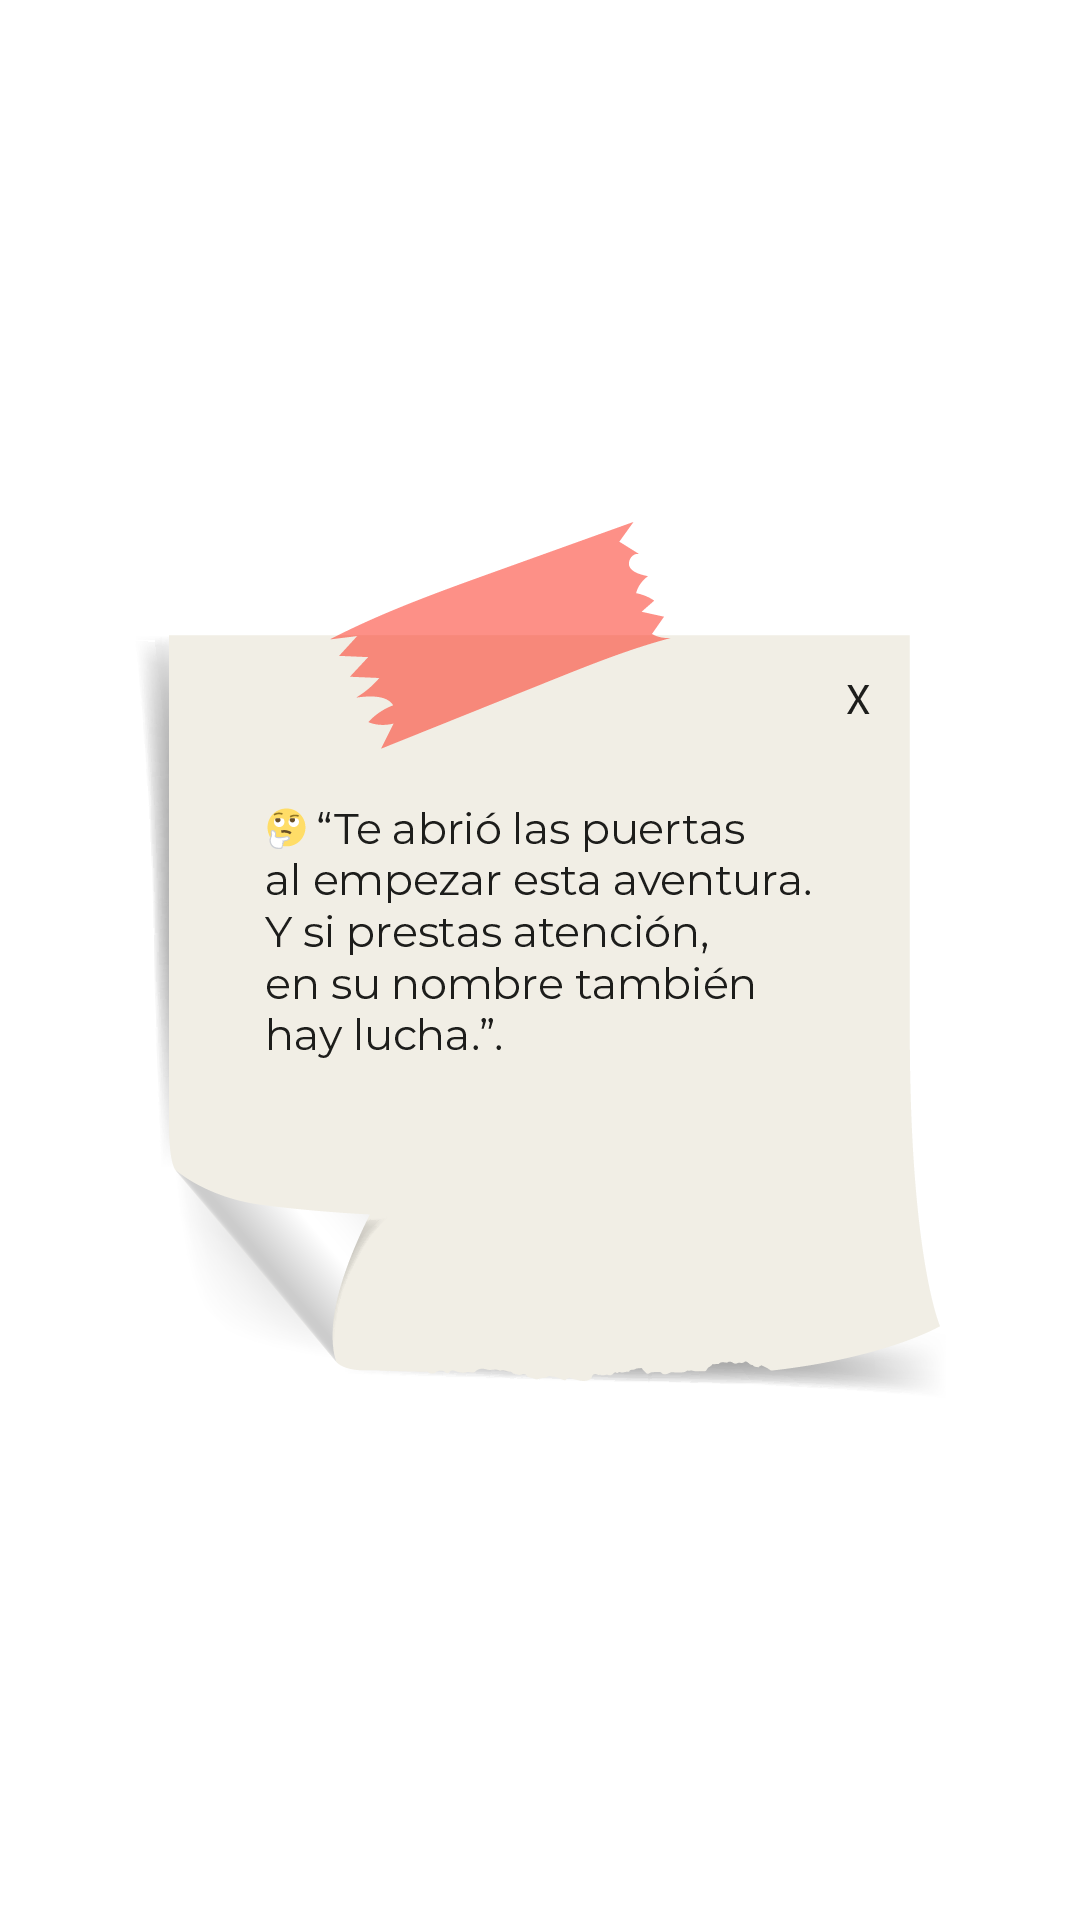 X
🤔 “Te abrió las puertas
al empezar esta aventura.
Y si prestas atención,
en su nombre también
hay lucha.”.